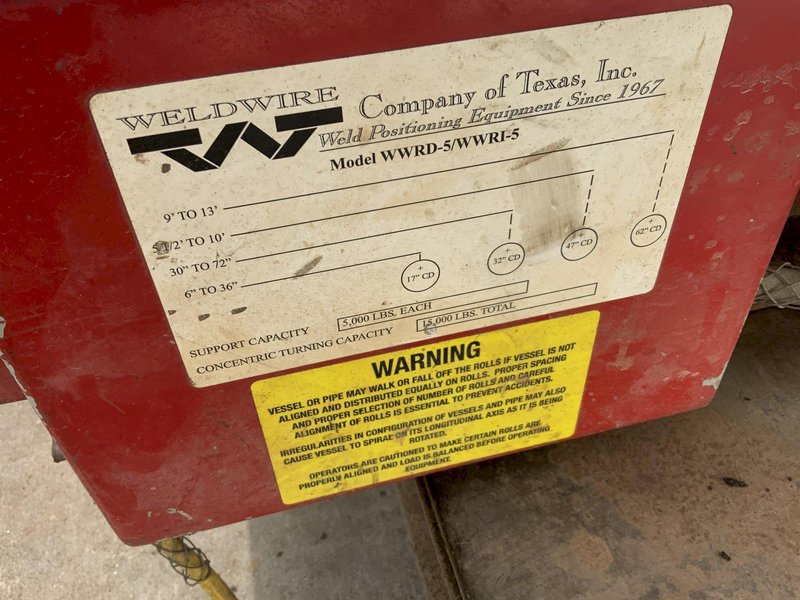 WELDWIRE
Company of Texas, Inc.
Weld Positioning Equipment Since 1967
Model WWRD-5/WWRI-5
9' TO 13'
1/2' TO 10'
30" TO 72"
6" TO 36"
17" CD
32" CD
47" CD
62" CD
SUPPORT CAPACITY 5,000 LBS. EACH
CONCENTRIC TURNING CAPACITY 15,000 LBS. TOTAL
WARNING
VESSEL OR PIPE MAY WALK OR FALL OFF THE ROLLS IF VESSEL IS NOT
ALIGNED AND DISTRIBUTED EQUALLY ON ROLLS. PROPER SPACING
AND PROPER SELECTION OF NUMBER OF ROLLS AND CAREFUL
ALIGNMENT OF ROLLS IS ESSENTIAL TO PREVENT ACCIDENTS.
IRREGULARITIES IN CONFIGURATION OF VESSELS AND PIPE MAY ALSO
CAUSE VESSEL TO SPIRAL ON ITS LONGITUDINAL AXIS AS IT IS BEING
ROTATED.
OPERATORS ARE CAUTIONED TO MAKE CERTAIN ROLLS ARE
PROPERLY ALIGNED AND LOAD IS BALANCED BEFORE OPERATING
EQUIPMENT.